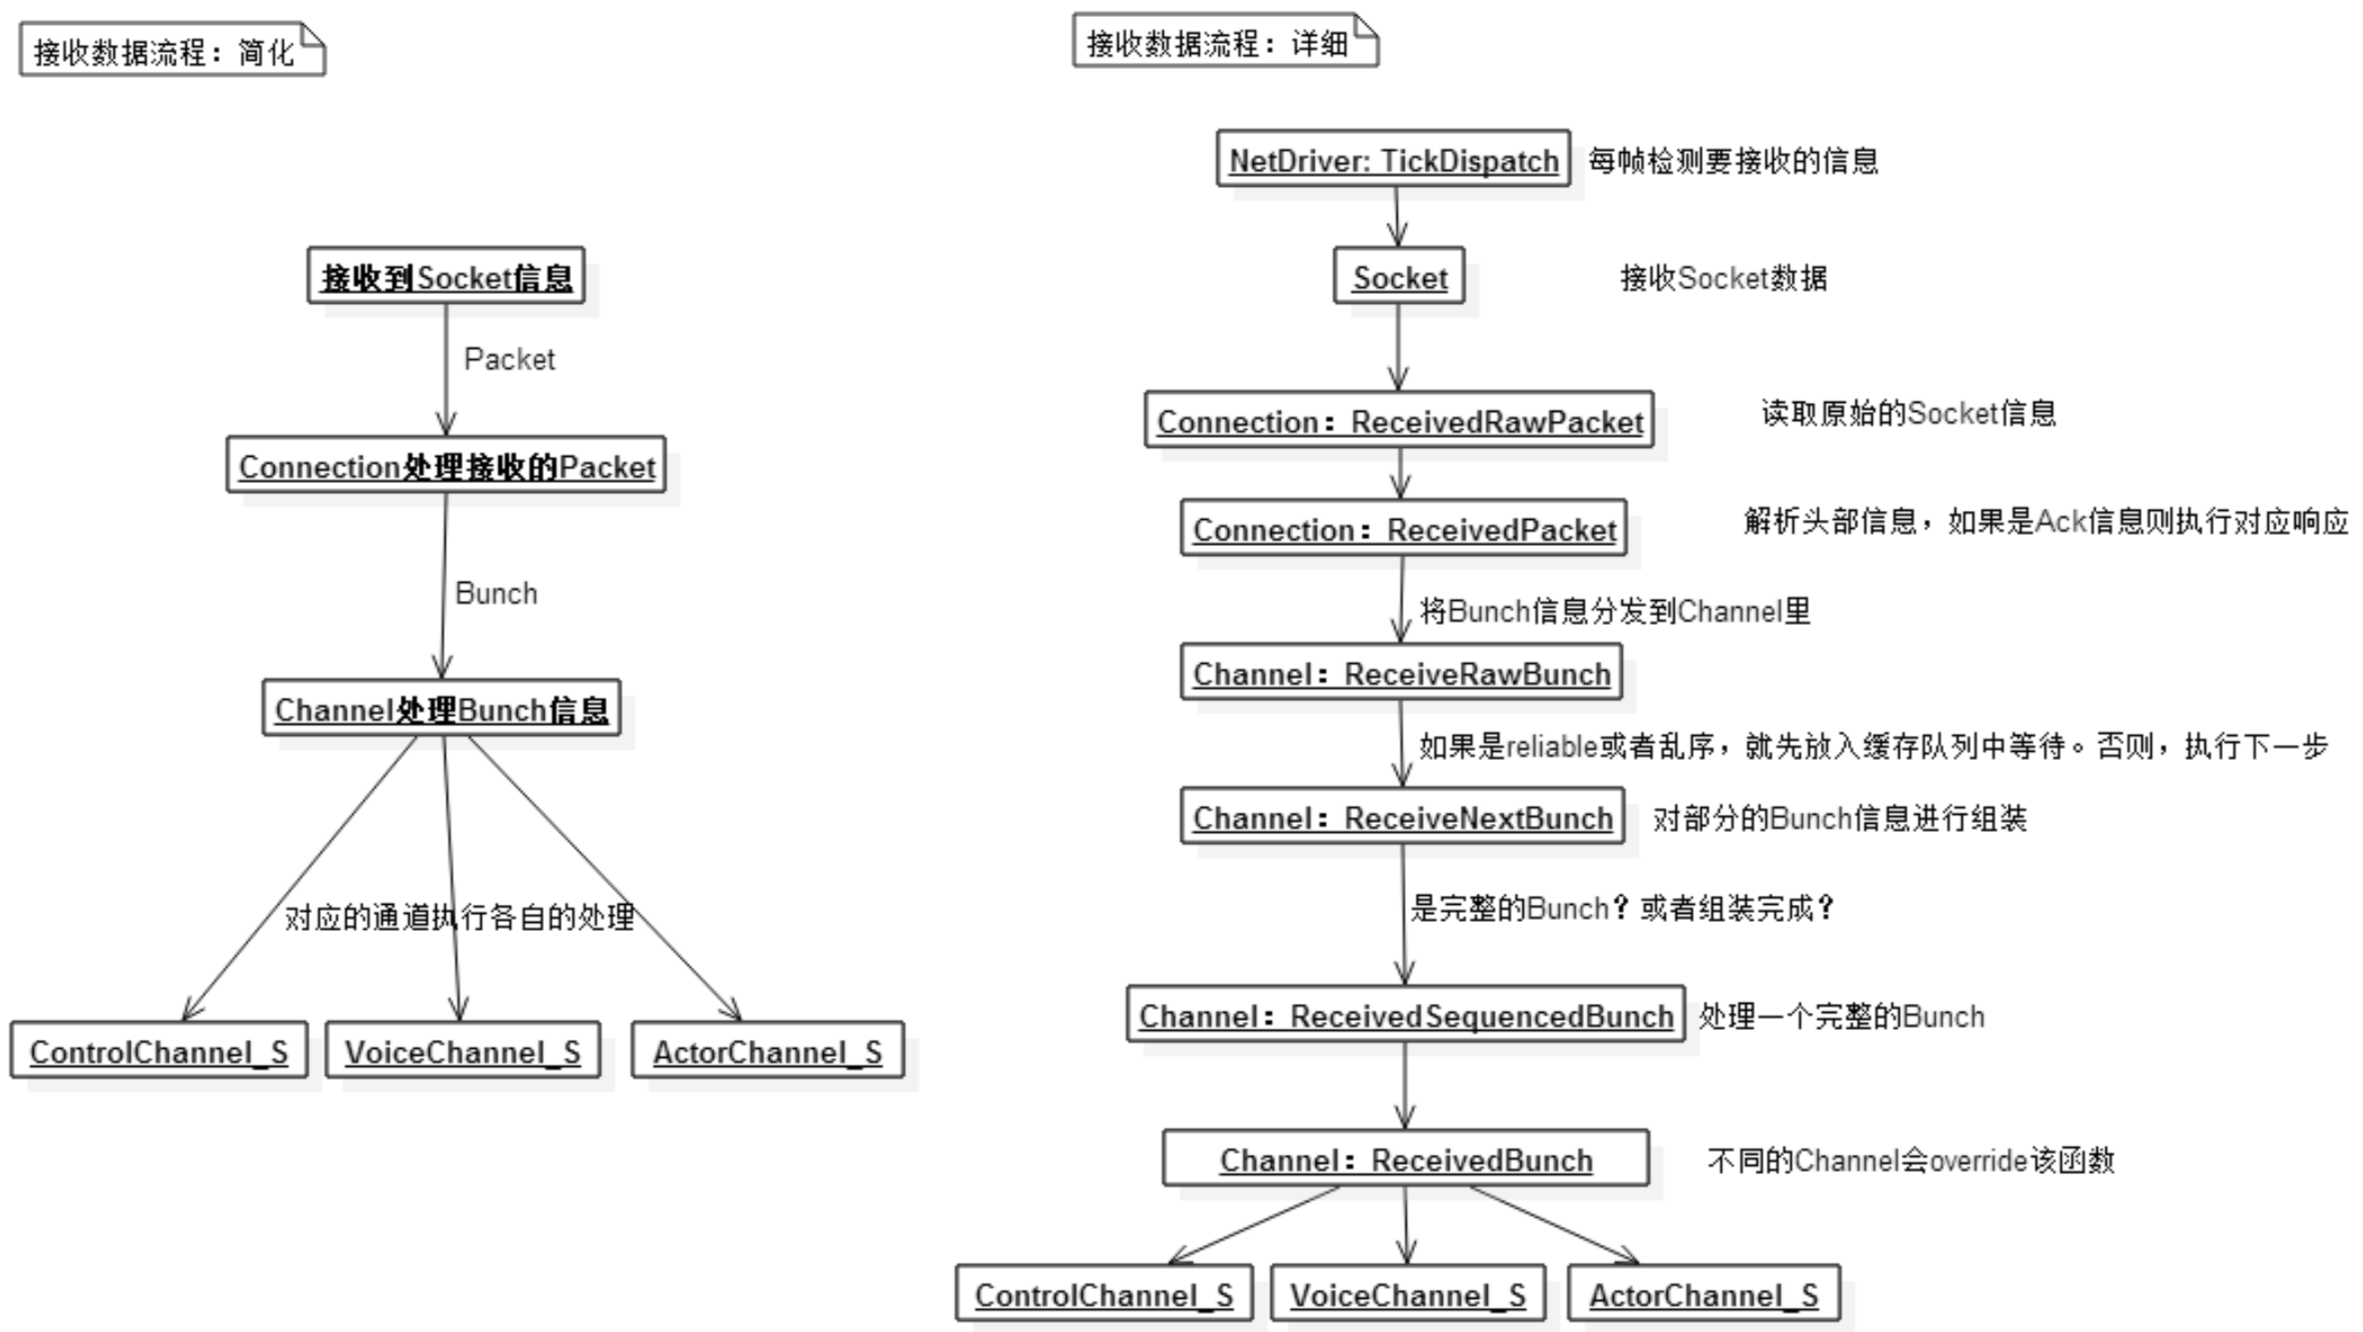 接收数据流程：简化
接收到Socket信息
Packet
Connection处理接收的Packet
Bunch
Channel处理Bunch信息
对应的通道执行各自的处理
ControlChannel_S
VoiceChannel_S
ActorChannel_S
接收数据流程：详细
NetDriver: TickDispatch
每帧检测要接收的信息
Socket
接收Socket数据
Connection：ReceivedRawPacket
读取原始的Socket信息
Connection：ReceivedPacket
解析头部信息，如果是Ack信息则执行对应响应
将Bunch信息分发到Channel里
Channel：ReceiveRawBunch
如果是reliable或者乱序，就先放入缓存队列中等待。否则，执行下一步
Channel：ReceiveNextBunch
对部分的Bunch信息进行组装
是完整的Bunch？或者组装完成？
Channel：ReceivedSequencedBunch
处理一个完整的Bunch
Channel：ReceivedBunch
不同的Channel会override该函数
ControlChannel_S
VoiceChannel_S
ActorChannel_S